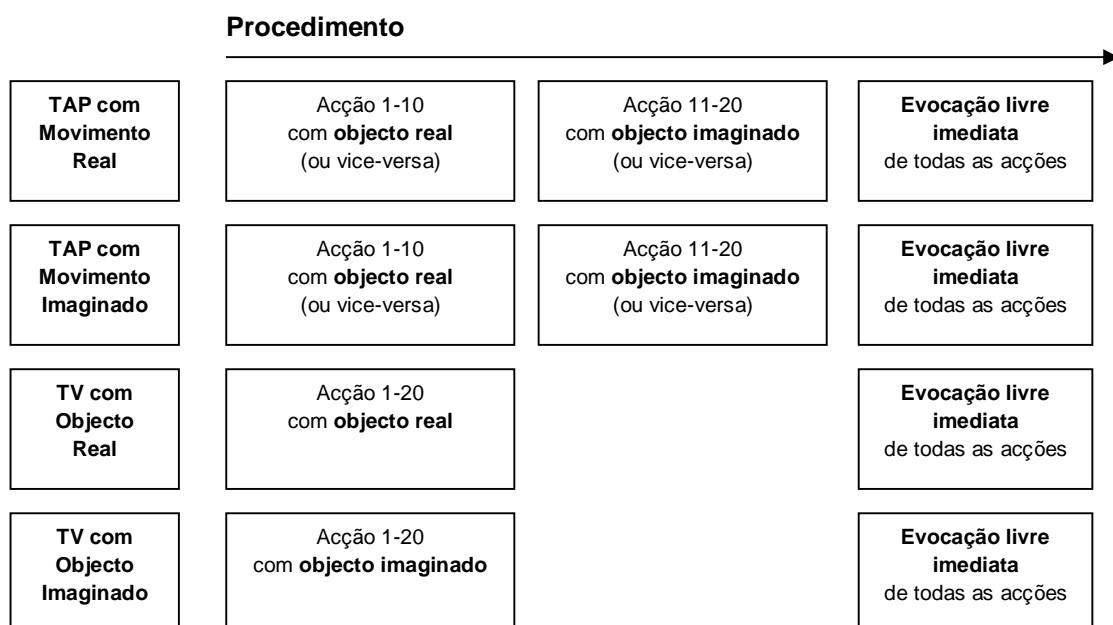 Procedimento
TAP com
Movimento
Real
Acção 1-10
com objecto real
(ou vice-versa)
Acção 11-20
com objecto imaginado
(ou vice-versa)
Evocação livre
imediata
de todas as acções
TAP com
Movimento
Imaginado
Acção 1-10
com objecto real
(ou vice-versa)
Acção 11-20
com objecto imaginado
(ou vice-versa)
Evocação livre
imediata
de todas as acções
TV com
Objecto
Real
Acção 1-20
com objecto real
Evocação livre
imediata
de todas as acções
TV com
Objecto
Imaginado
Acção 1-20
com objecto imaginado
Evocação livre
imediata
de todas as acções